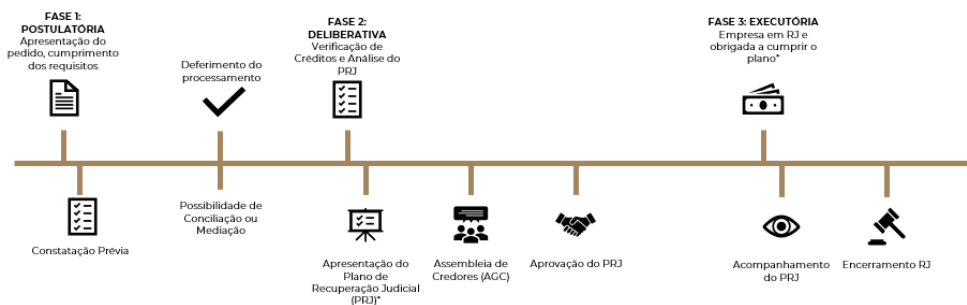 FASE 1:
POSTULATÓRIA
Apresentação do
pedido, cumprimento
dos requisitos
Deferimento do
processamento
FASE 2:
DELIBERATIVA
Verificação de
Créditos e Análise do
PRJ
FASE 3: EXECUTÓRIA
Empresa em RJ e
obrigada a cumprir o
plano*
Constatação Prévia
Possibilidade de
Conciliação ou
Mediação
Apresentação do
Plano de
Recuperação Judicial
(PRJ)*
Assembleia de
Credores (AGC)
Aprovação do PRJ
Acompanhamento
do PRJ
Encerramento RJ